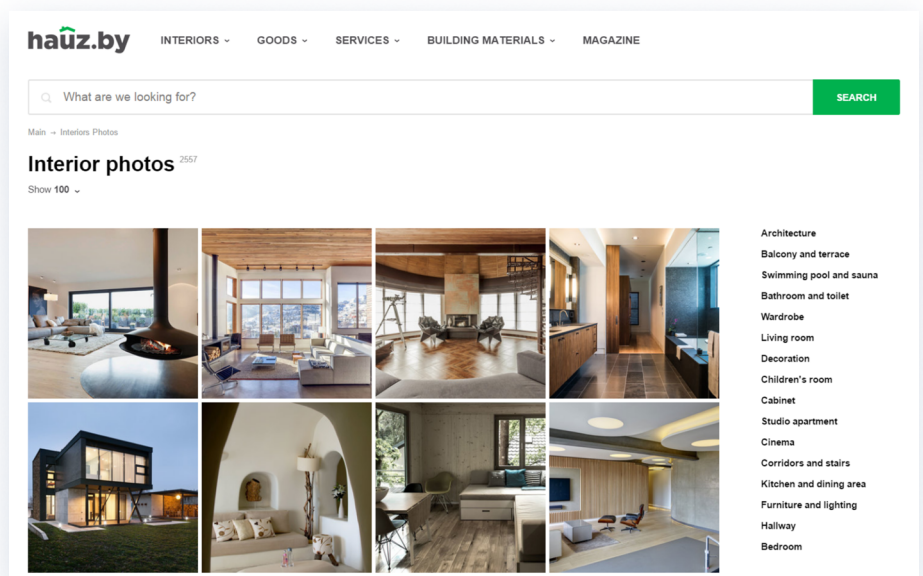 hauz.by
INTERIORS GOODS SERVICES BUILDING MATERIALS MAGAZINE
What are we looking for? SEARCH
Main → Interiors Photos
Interior photos 2557
Show 100
Architecture
Balcony and terrace
Swimming pool and sauna
Bathroom and toilet
Wardrobe
Living room
Decoration
Children's room
Cabinet
Studio apartment
Cinema
Corridors and stairs
Kitchen and dining area
Furniture and lighting
Hallway
Bedroom